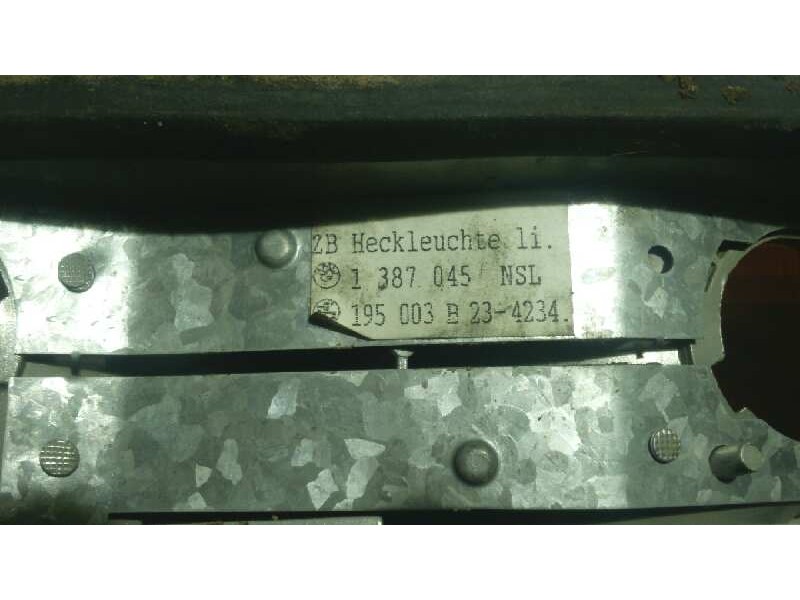 ZB Heckleuchte li.
1 387 045 NSL
195 003 B 23-4234.